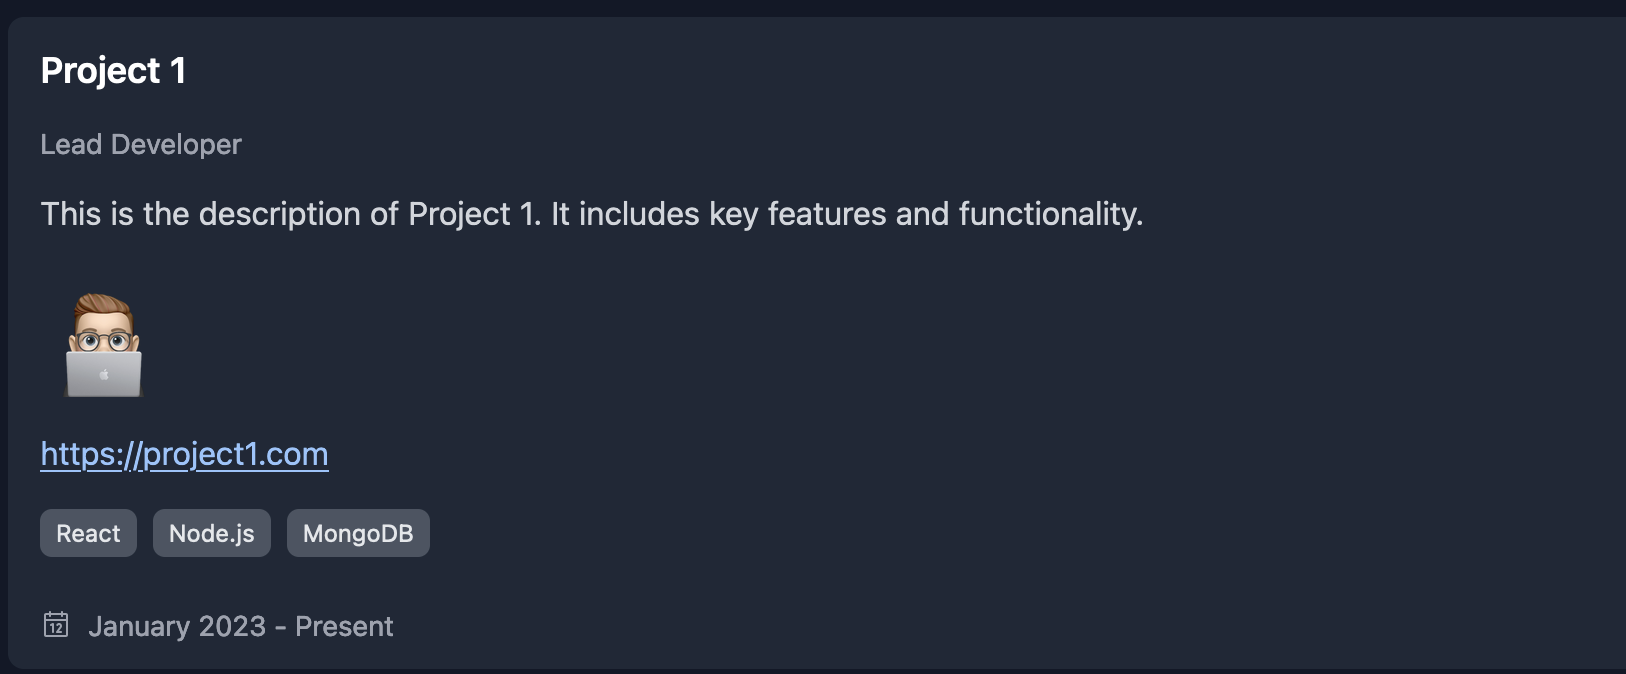 Project 1
Lead Developer
This is the description of Project 1. It includes key features and functionality.
https://project1.com
React Node.js MongoDB
12 January 2023 - Present